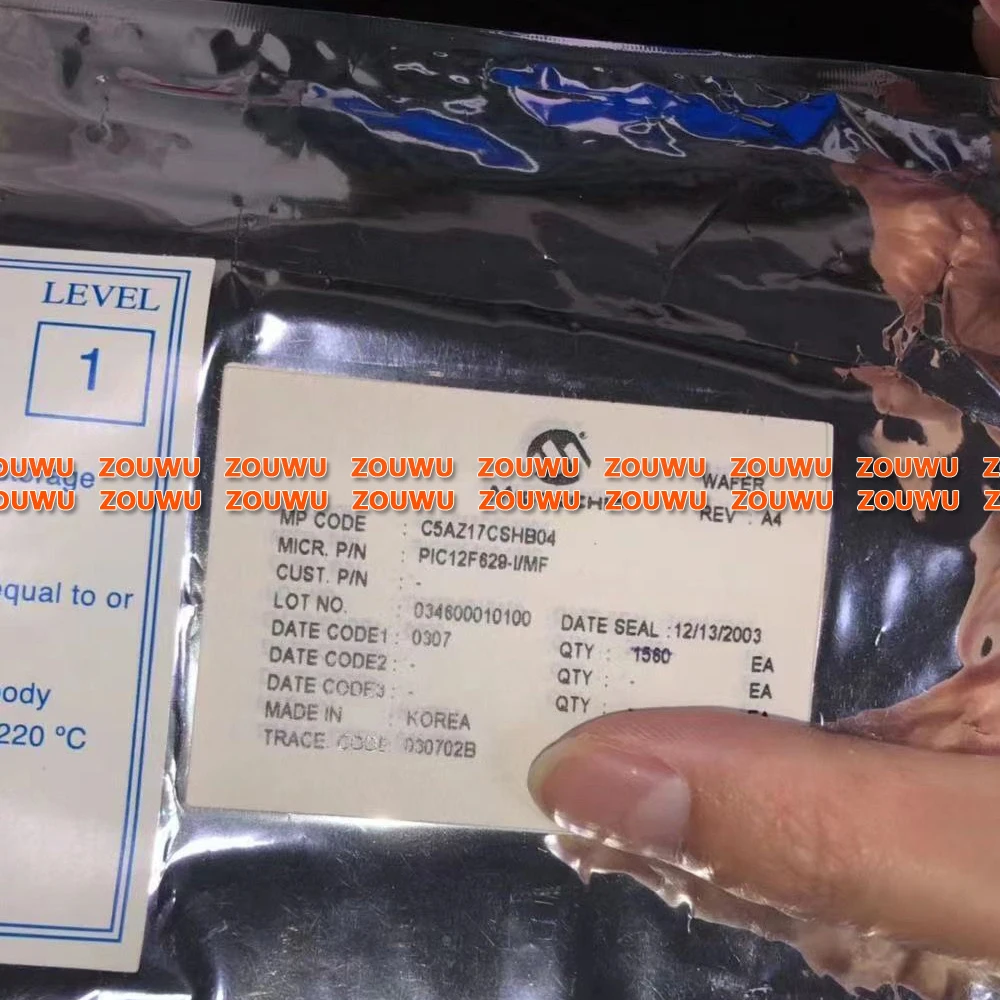 LEVEL
1
torage
equal to or
body
220 °C
ZOUWU ZOUWU ZOUWU ZOUWU ZOUWU ZOUWU ZOUWU
ZOUWU ZOUWU ZOUWU ZOUWU ZOUWU ZOUWU ZOUWU
WAFER
REV : A4
MP CODE : C5AZ17CSHB04
MICR. P/N : PIC12F629-I/MF
CUST. P/N : -
LOT NO. : 034600010100
DATE SEAL :12/13/2003
DATE CODE1 : 0307
QTY : 1560 EA
DATE CODE2 : -
QTY : - EA
DATE CODE3 : -
QTY : - EA
MADE IN : KOREA
TRACE CODE 030702B